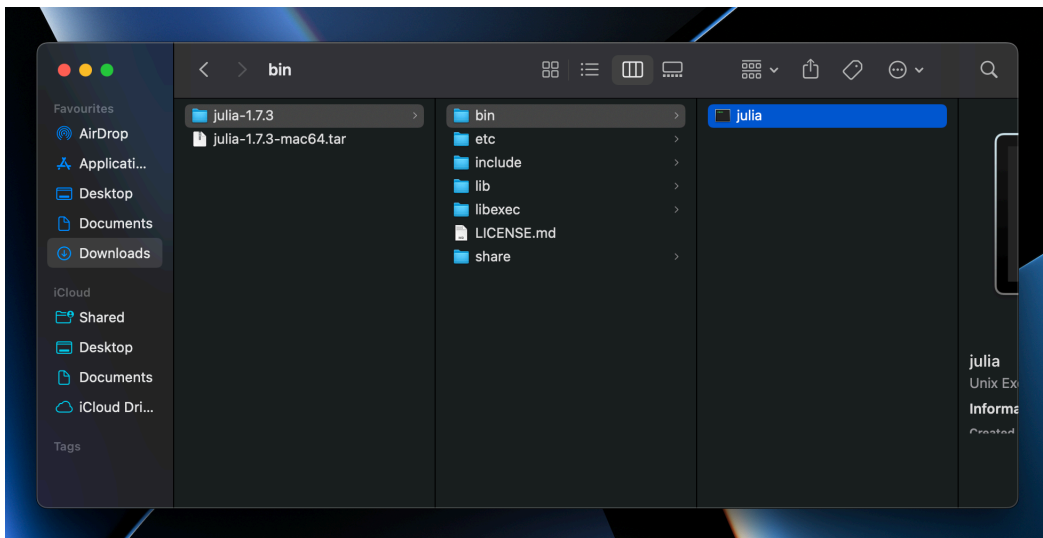 bin
Favourites
AirDrop
Applicati...
Desktop
Documents
Downloads
iCloud
Shared
Desktop
Documents
iCloud Dri...
Tags
julia-1.7.3
julia-1.7.3-mac64.tar
bin
etc
include
lib
libexec
LICENSE.md
share
julia
julia
Unix Ex
Informa
Created